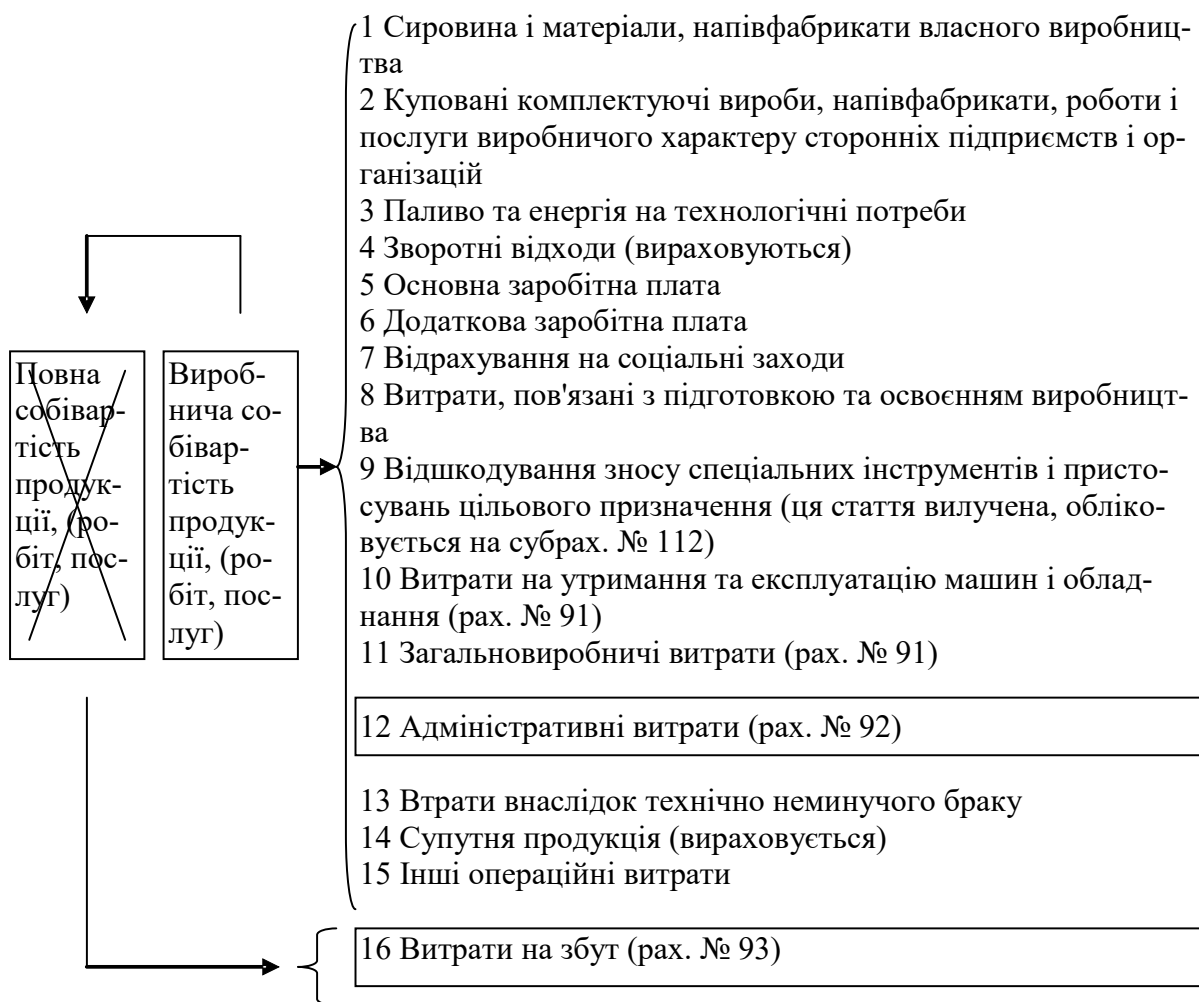 1 Сировина і матеріали, напівфабрикати власного виробниц-
тва
2 Куповані комплектуючі вироби, напівфабрикати, роботи і
послуги виробничого характеру сторонніх підприємств і ор-
ганізацій
3 Паливо та енергія на технологічні потреби
4 Зворотні відходи (вираховуються)
5 Основна заробітна плата
6 Додаткова заробітна плата
7 Відрахування на соціальні заходи
8 Витрати, пов'язані з підготовкою та освоєнням виробницт-
ва
9 Відшкодування зносу спеціальних інструментів і присто-
сувань цільового призначення (ця стаття вилучена, обліко-
вується на субрах. № 112)
10 Витрати на утримання та експлуатацію машин і облад-
нання (рах. № 91)
11 Загальновиробничі витрати (рах. № 91)
12 Адміністративні витрати (рах. № 92)
13 Втрати внаслідок технічно неминучого браку
14 Супутня продукція (вираховується)
15 Інші операційні витрати
16 Витрати на збут (рах. № 93)
Повна
собівар-
тість
продук-
ції, (ро-
біт, пос-
луг)
Вироб-
нича со-
бівар-
тість
продук-
ції, (ро-
біт, пос-
луг)